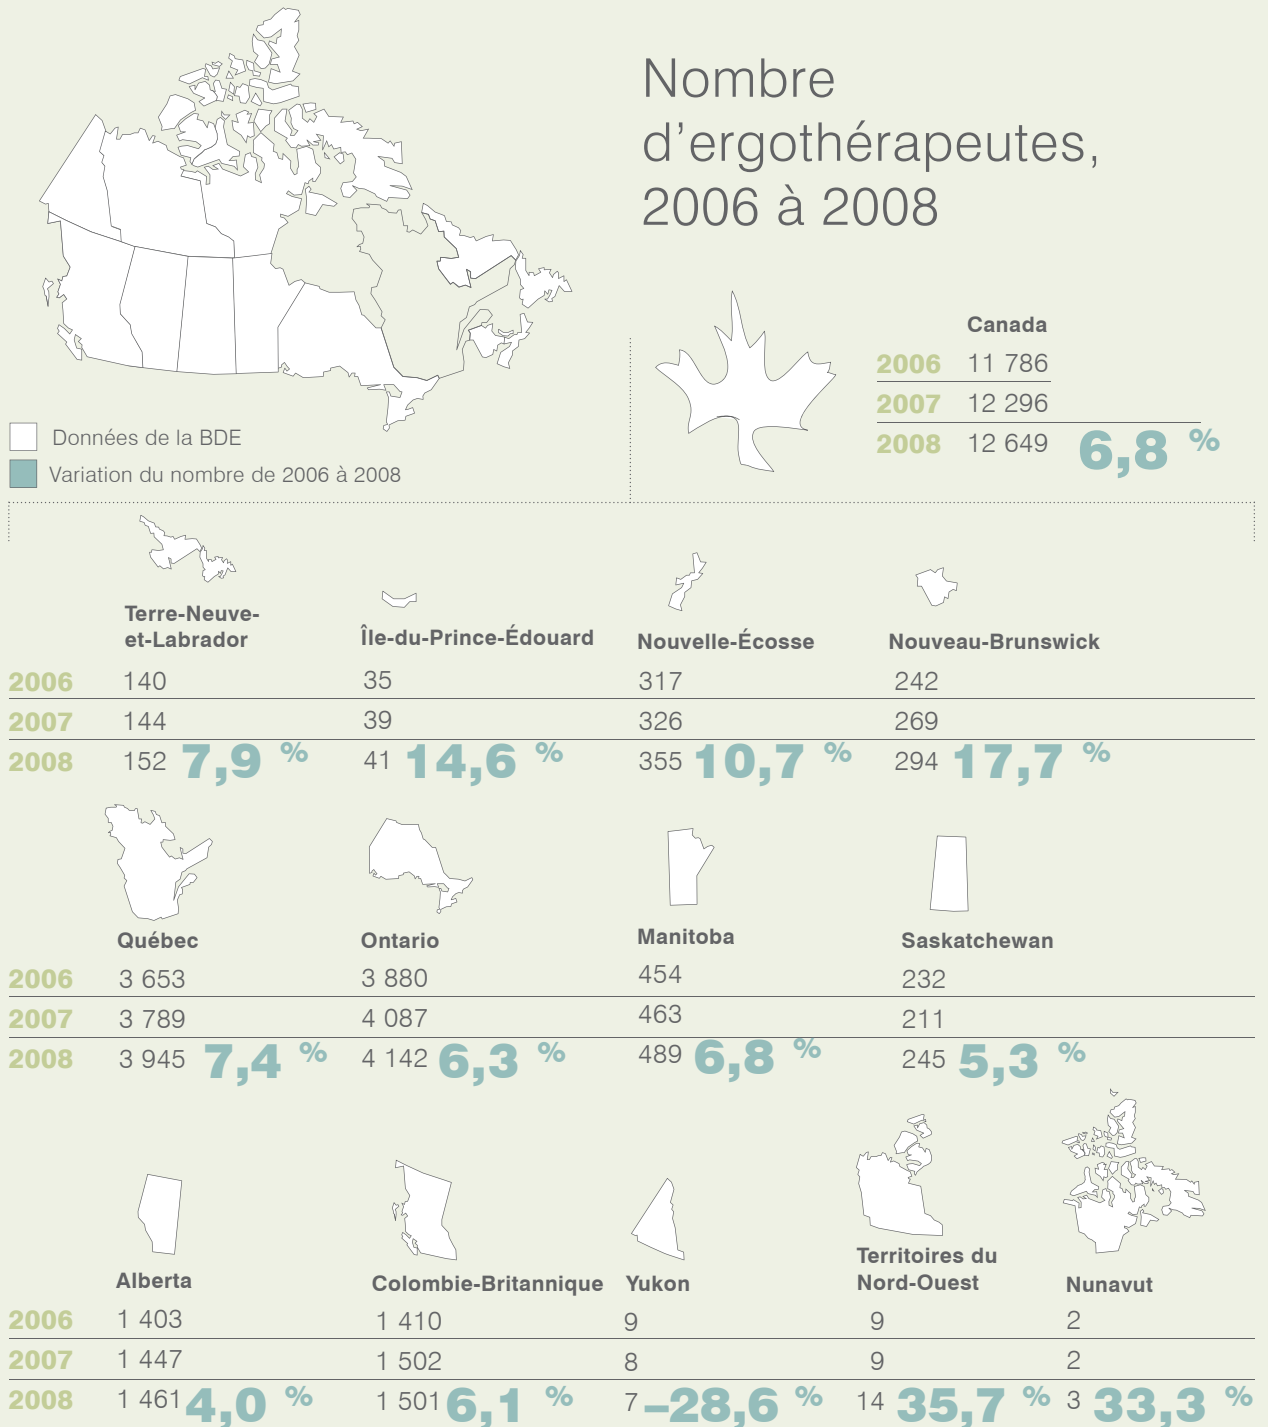 Nombre
d’ergothérapeutes,
2006 à 2008
Canada
2006 11 786
2007 12 296
2008 12 649 6,8 %
Données de la BDE
Variation du nombre de 2006 à 2008
Terre-Neuve-
et-Labrador Île-du-Prince-Édouard Nouvelle-Écosse Nouveau-Brunswick
2006 140 35 317 242
2007 144 39 326 269
2008 152 7,9 % 41 14,6 % 355 10,7 % 294 17,7 %
Québec Ontario Manitoba Saskatchewan
2006 3 653 3 880 454 232
2007 3 789 4 087 463 211
2008 3 945 7,4 % 4 142 6,3 % 489 6,8 % 245 5,3 %
Territoires du
Alberta Colombie-Britannique Yukon Nord-Ouest Nunavut
2006 1 403 1 410 9 9 2
2007 1 447 1 502 8 9 2
2008 1 461 4,0 % 1 501 6,1 % 7 –28,6 % 14 35,7 % 3 33,3 %